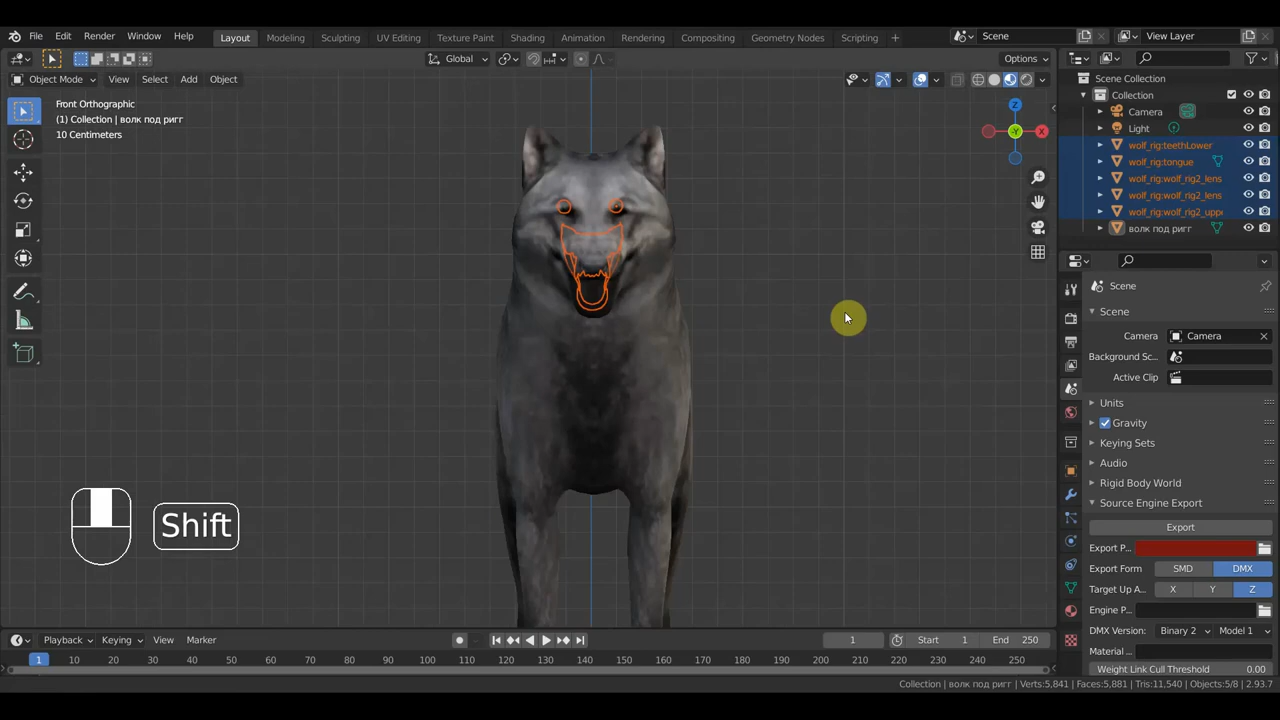 File Edit Render Window Help Layout Modeling Sculpting UV Editing Texture Paint Shading Animation Rendering Compositing Geometry Nodes Scripting + Scene View Layer
Global Options
Object Mode View Select Add Object
Front Orthographic
(1) Collection | волк под ригг
10 Centimeters
Z
Y
X
Scene Collection
Collection
Camera
Light
wolf_rig:teethLower
wolf_rig:tongue
wolf_rig:wolf_rig2_lens
wolf_rig:wolf_rig2_lens
wolf_rig:wolf_rig2_uppe
волк под ригг
Scene
Scene
Camera Camera
Background Sc...
Active Clip
Units
Gravity
Keying Sets
Audio
Rigid Body World
Source Engine Export
Export
Export P...
Export Form SMD DMX
Target Up A... X Y Z
Engine P...
DMX Version: Binary 2 Model 1
Material ...
Weight Link Cull Threshold 0.00
Shift
Playback Keying View Marker 1 Start 1 End 250
1 10 20 30 40 50 60 70 80 90 100 110 120 130 140 150 160 170 180 190 200 210 220 230 240 250
Collection | волк под ригг | Verts:5,841 | Faces:5,881 | Tris:11,540 | Objects:5/8 | 2.93.7